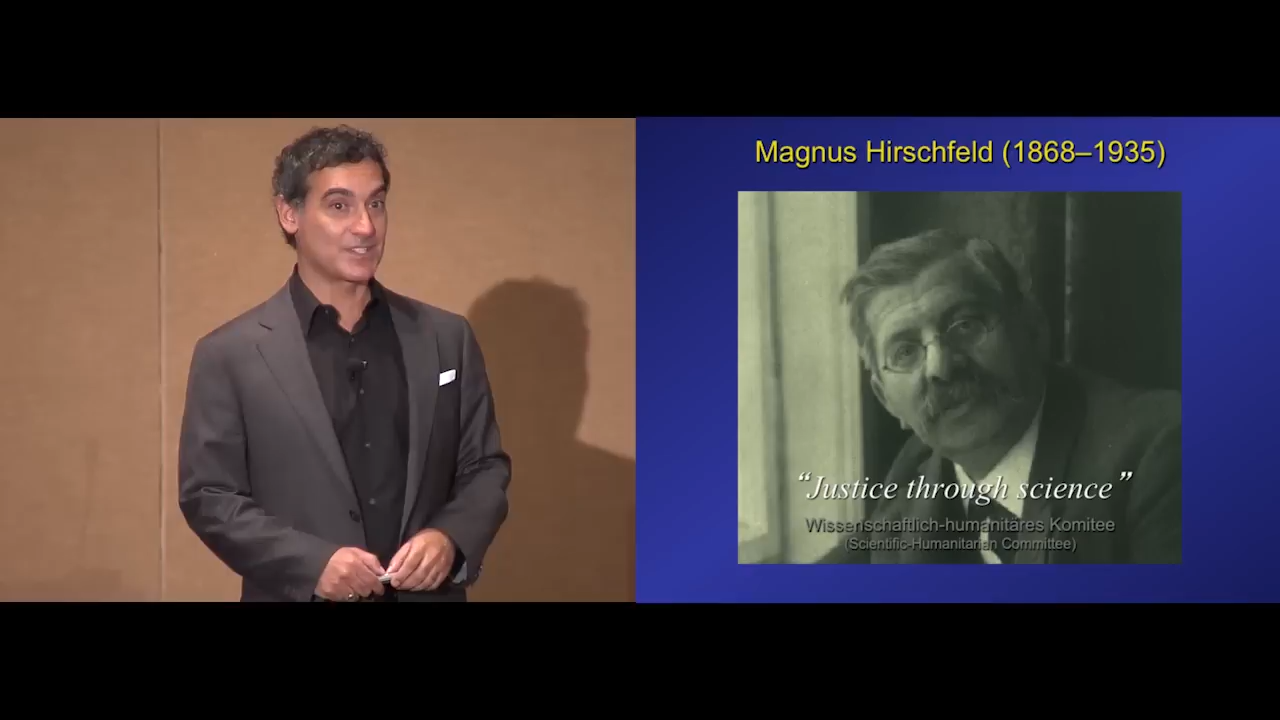 Magnus Hirschfeld (1868–1935)
“Justice through science”
Wissenschaftlich-humanitäres Komitee
(Scientific-Humanitarian Committee)